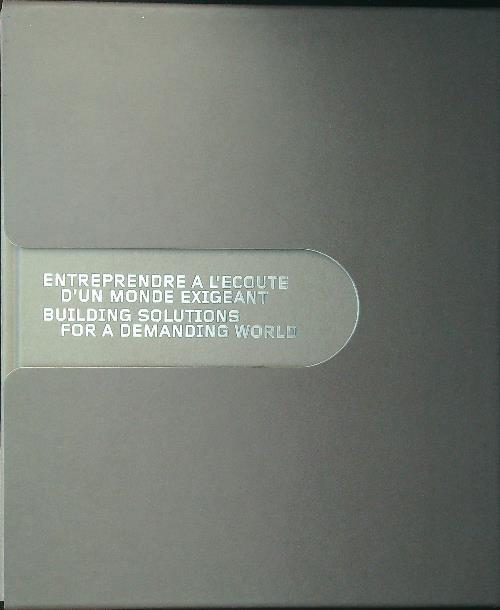 ENTREPRENDRE A L'ECOUTE
D'UN MONDE EXIGEANT
BUILDING SOLUTIONS
FOR A DEMANDING WORLD